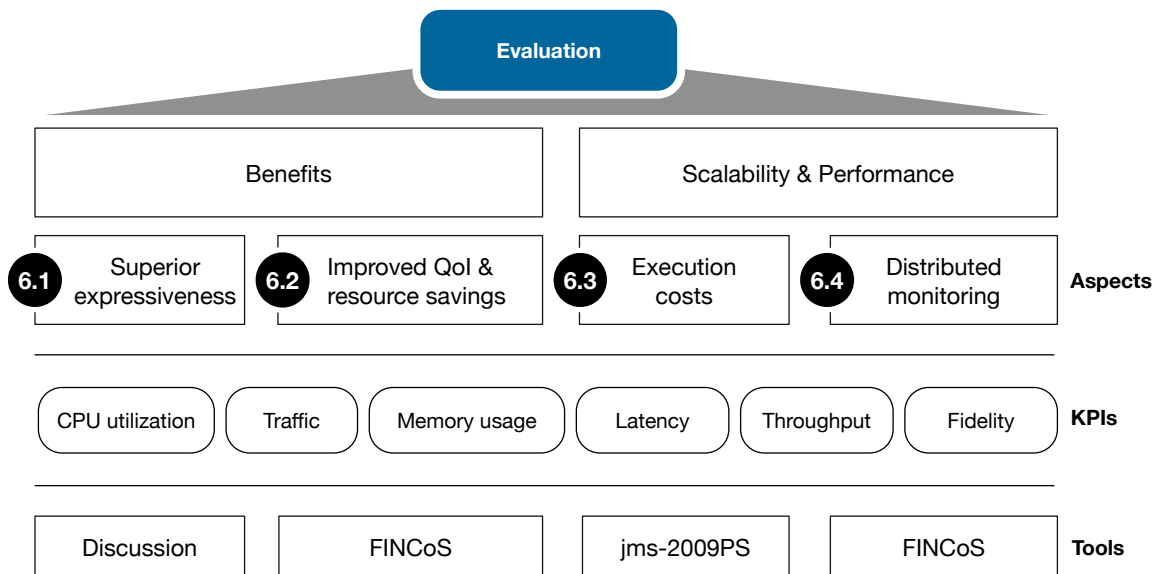 Evaluation
Benefits
Scalability & Performance
6.1
Superior
expressiveness
6.2
Improved QoI &
resource savings
6.3
Execution
costs
6.4
Distributed
monitoring
Aspects
CPU utilization
Traffic
Memory usage
Latency
Throughput
Fidelity
KPIs
Discussion
FINCoS
jms-2009PS
FINCoS
Tools